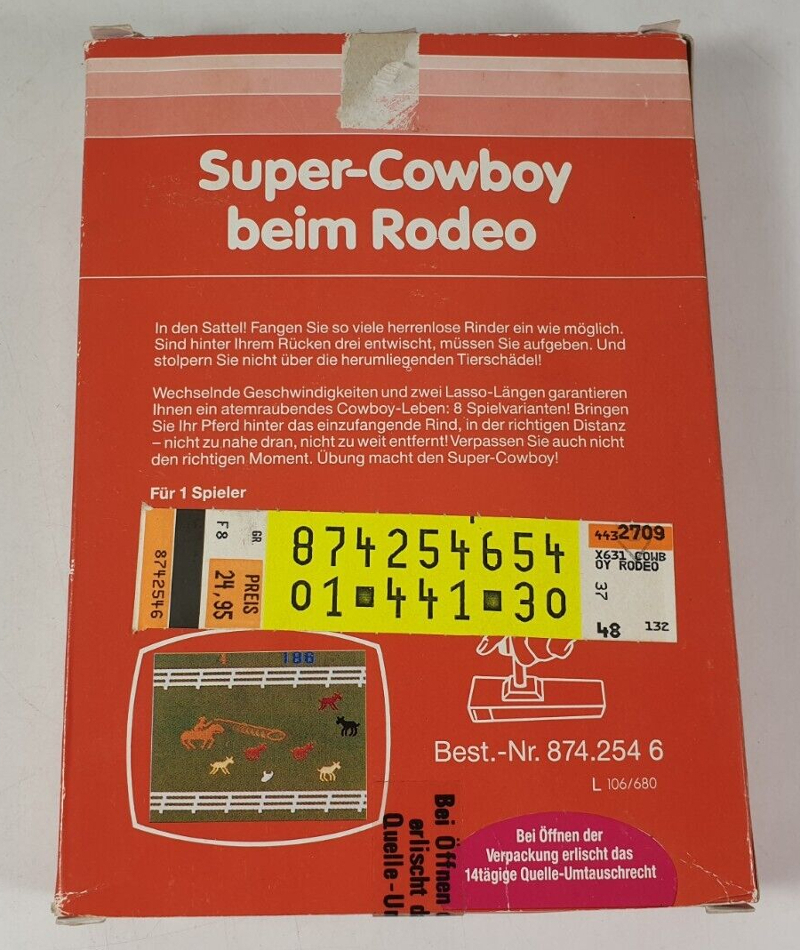 Super-Cowboy
beim Rodeo
In den Sattel! Fangen Sie so viele herrenlose Rinder ein wie möglich.
Sind hinter Ihrem Rücken drei entwischt, müssen Sie aufgeben. Und
stolpern Sie nicht über die herumliegenden Tierschädel!
Wechselnde Geschwindigkeiten und zwei Lasso-Längen garantieren
Ihnen ein atemraubendes Cowboy-Leben: 8 Spielvarianten! Bringen
Sie Ihr Pferd hinter das einzufangende Rind, in der richtigen Distanz
– nicht zu nahe dran, nicht zu weit entfernt! Verpassen Sie auch nicht
den richtigen Moment. Übung macht den Super-Cowboy!
Für 1 Spieler
8742546
F8
GR.
PREIS
24,95
874254654
01 441 30
4432709
X631 COWB
OY RODEO
37
48 132
4 186
Best.-Nr. 874.254 6
L 106/680
Bei Öffnen
erlischt d
Quelle-U
Bei Öffnen der
Verpackung erlischt das
14tägige Quelle-Umtauschrecht